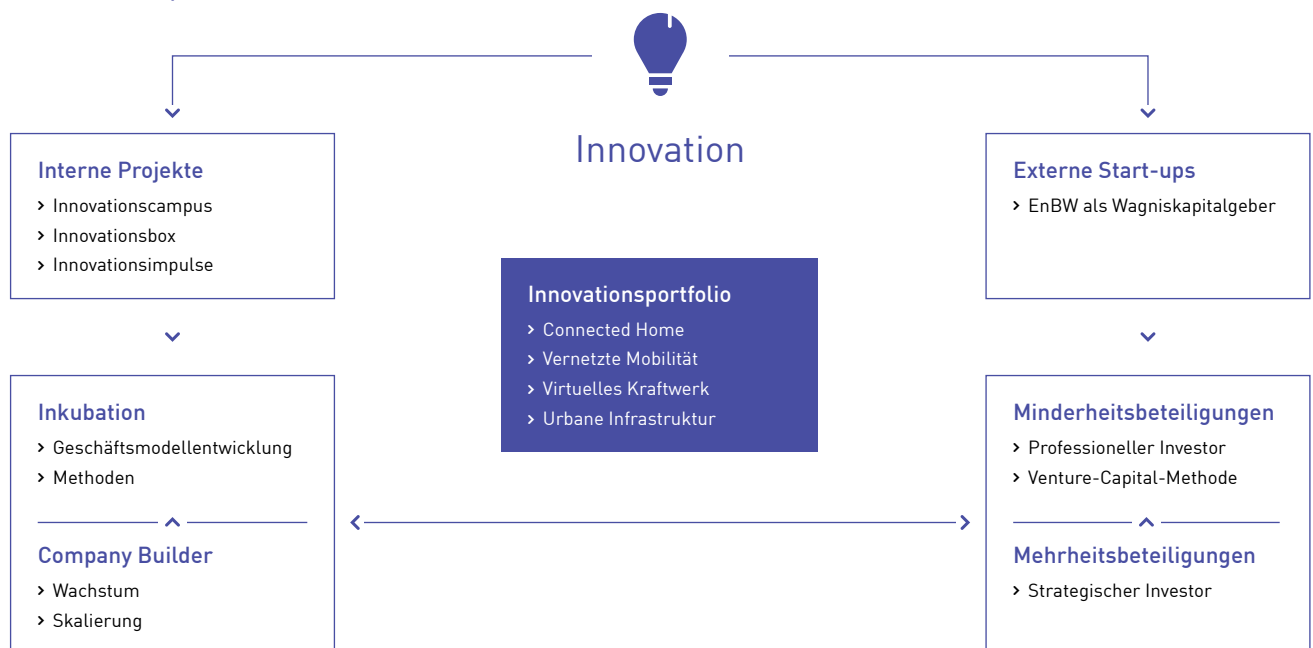 Innovation
Interne Projekte
Innovationscampus
Innovationsbox
Innovationsimpulse
Externe Start-ups
EnBW als Wagniskapitalgeber
Innovationsportfolio
Connected Home
Vernetzte Mobilität
Virtuelles Kraftwerk
Urbane Infrastruktur
Inkubation
Geschäftsmodellentwicklung
Methoden
Company Builder
Wachstum
Skalierung
Minderheitsbeteiligungen
Professioneller Investor
Venture-Capital-Methode
Mehrheitsbeteiligungen
Strategischer Investor